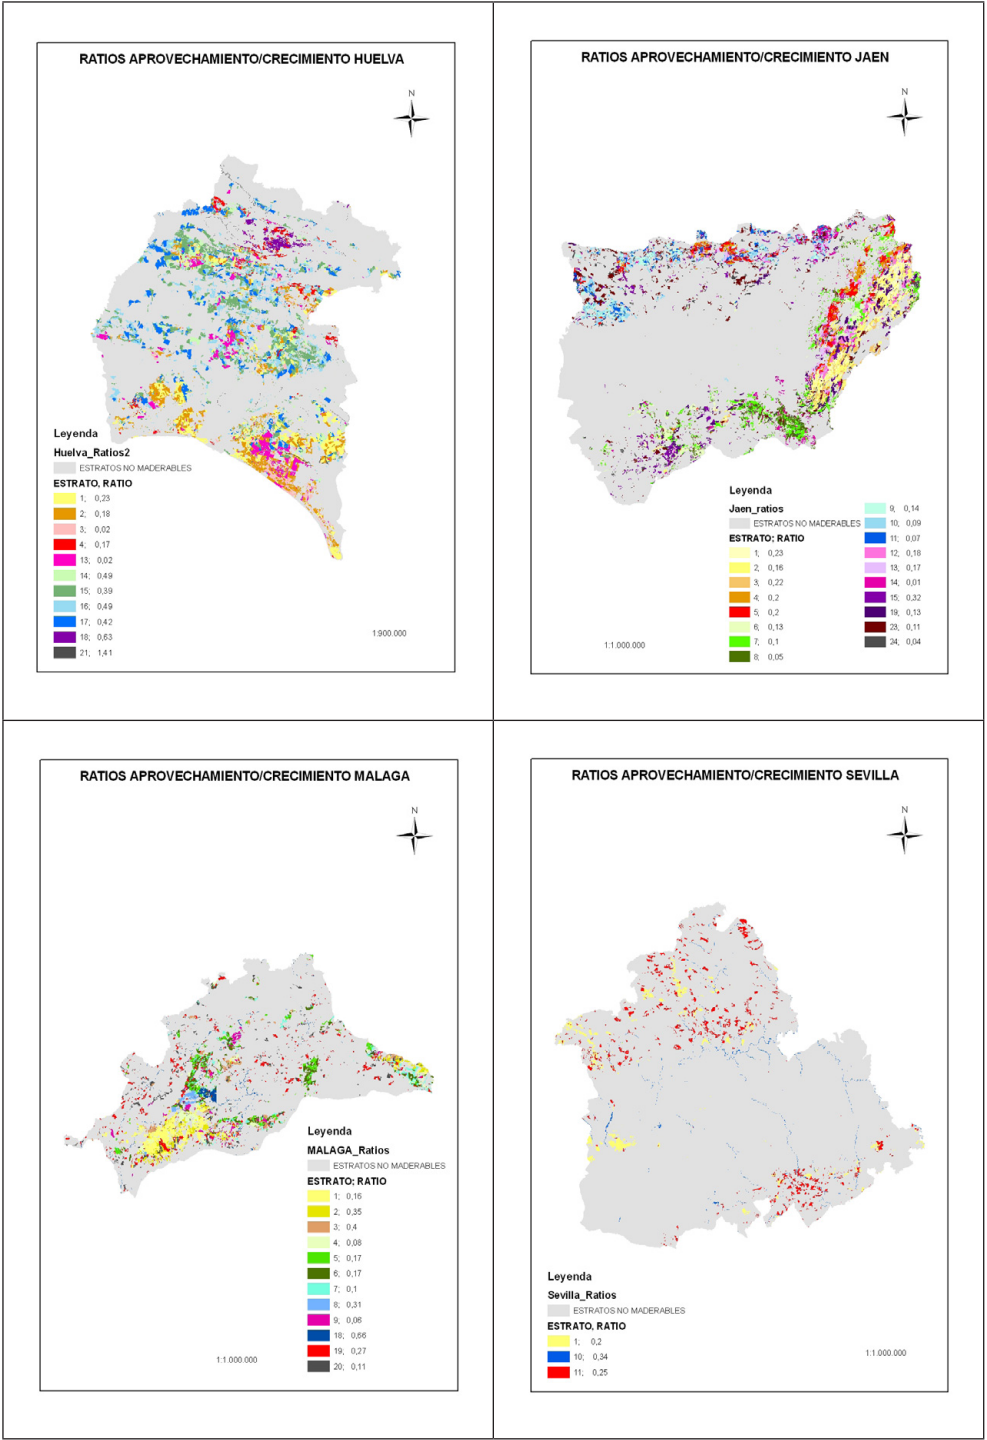 RATIOS APROVECHAMIENTO/CRECIMIENTO HUELVA
N
Leyenda
Huelva_Ratios2
ESTRATOS NO MADERABLES
ESTRATO, RATIO
1; 0,23
2; 0,18
3; 0,02
4; 0,17
13; 0,02
14; 0,49
15; 0,39
16; 0,49
17; 0,42
18; 0,63
21; 1,41
1:900.000
RATIOS APROVECHAMIENTO/CRECIMIENTO JAEN
N
Leyenda
Jaen_ratios
ESTRATOS NO MADERABLES
ESTRATO; RATIO
1; 0,23
2; 0,16
3; 0,22
4; 0,2
5; 0,2
6; 0,13
7; 0,1
8; 0,05
9; 0,14
10; 0,09
11; 0,07
12; 0,18
13; 0,17
14; 0,01
15; 0,32
19; 0,13
23; 0,11
24; 0,04
1:1.000.000
RATIOS APROVECHAMIENTO/CRECIMIENTO MALAGA
N
Leyenda
MALAGA_Ratios
ESTRATOS NO MADERABLES
ESTRATO; RATIO
1; 0,16
2; 0,35
3; 0,4
4; 0,08
5; 0,17
6; 0,17
7; 0,1
8; 0,31
9; 0,06
18; 0,66
19; 0,27
20; 0,11
1:1.000.000
RATIOS APROVECHAMIENTO/CRECIMIENTO SEVILLA
N
Leyenda
Sevilla_Ratios
ESTRATOS NO MADERABLES
ESTRATO, RATIO
1; 0,2
10; 0,34
11; 0,25
1:1.000.000